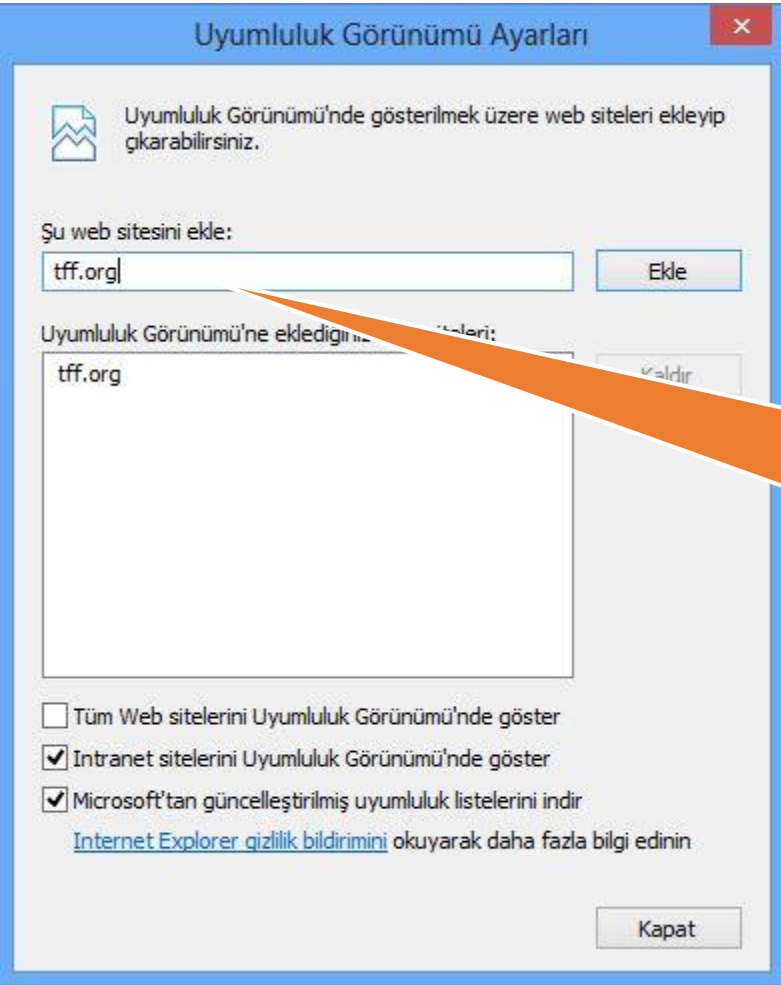 Uyumluluk Görünümü Ayarları
Uyumluluk Görünümü'nde gösterilmek üzere web siteleri ekleyip
çıkarabilirsiniz.
Şu web sitesini ekle:
tff.org
Ekle
Uyumluluk Görünümü'ne eklediğiniz
tff.org
Kaldır
Tüm Web sitelerini Uyumluluk Görünümü'nde göster
Intranet sitelerini Uyumluluk Görünümü'nde göster
Microsoft'tan güncelleştirilmiş uyumluluk listelerini indir
Internet Explorer gizlilik bildirimini okuyarak daha fazla bilgi edinin
Kapat